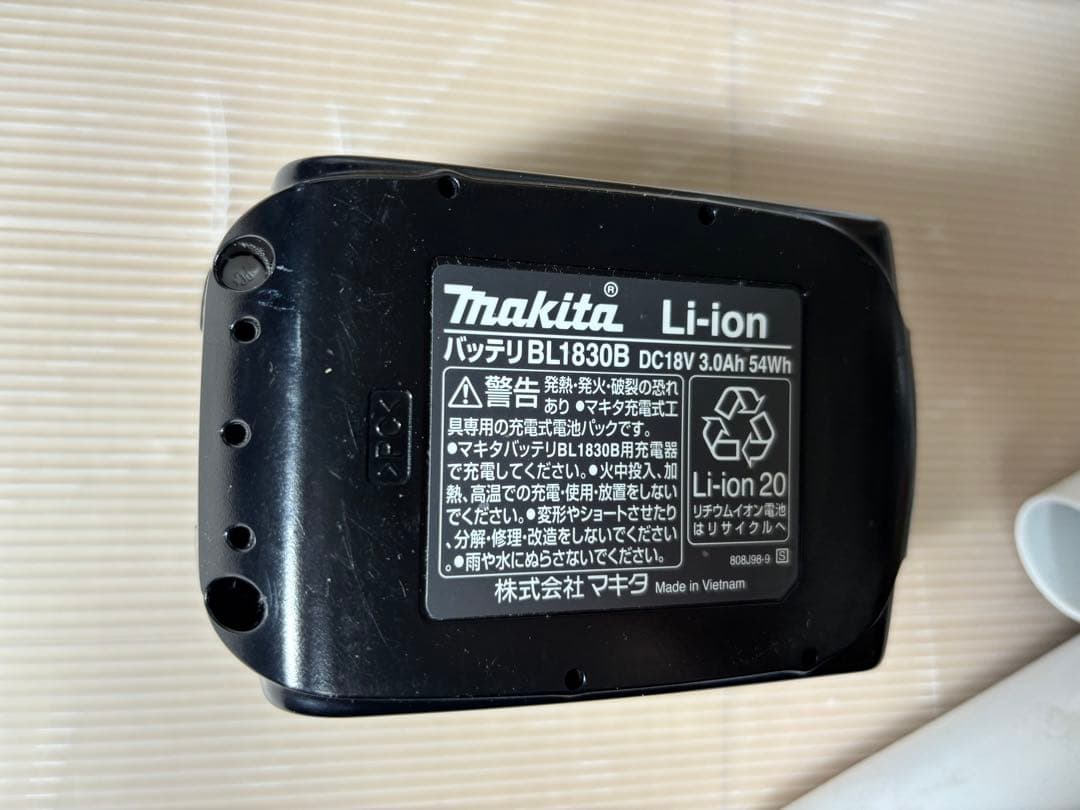 makita® Li-ion
バッテリ BL1830B DC18V 3.0Ah 54Wh
警告 発熱・発火・破裂の恐れ
あり ●マキタ充電式工
具専用の充電式電池パックです。
●マキタバッテリBL1830B用充電器
で充電してください。●火中投入、加
熱、高温での充電・使用・放置をしない
でください。●変形やショートさせたり
、分解・修理・改造をしないでください
。●雨や水にぬらさないでください。
Li-ion 20
リチウムイオン電池
はリサイクルへ
808J98-9 S
株式会社 マキタ Made in Vietnam
>PC<